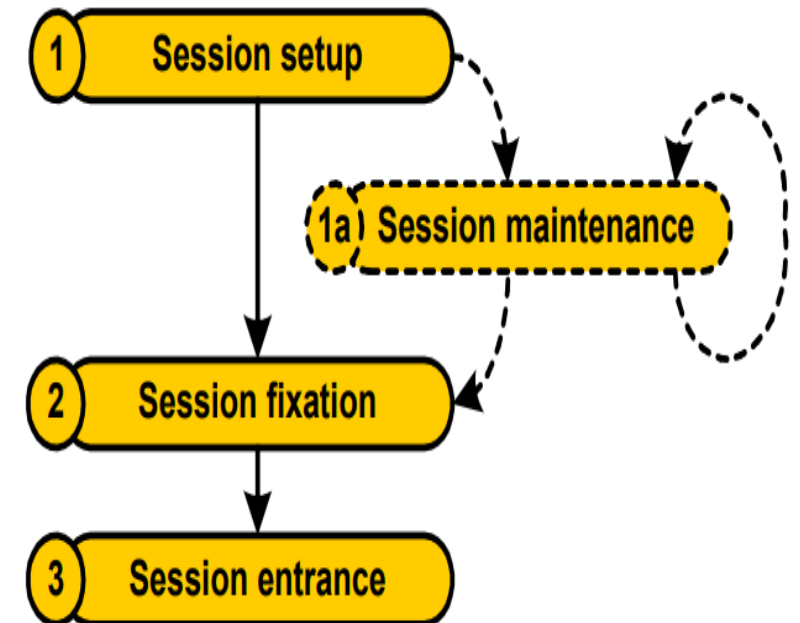 1 Session setup
1a Session maintenance
2 Session fixation
3 Session entrance